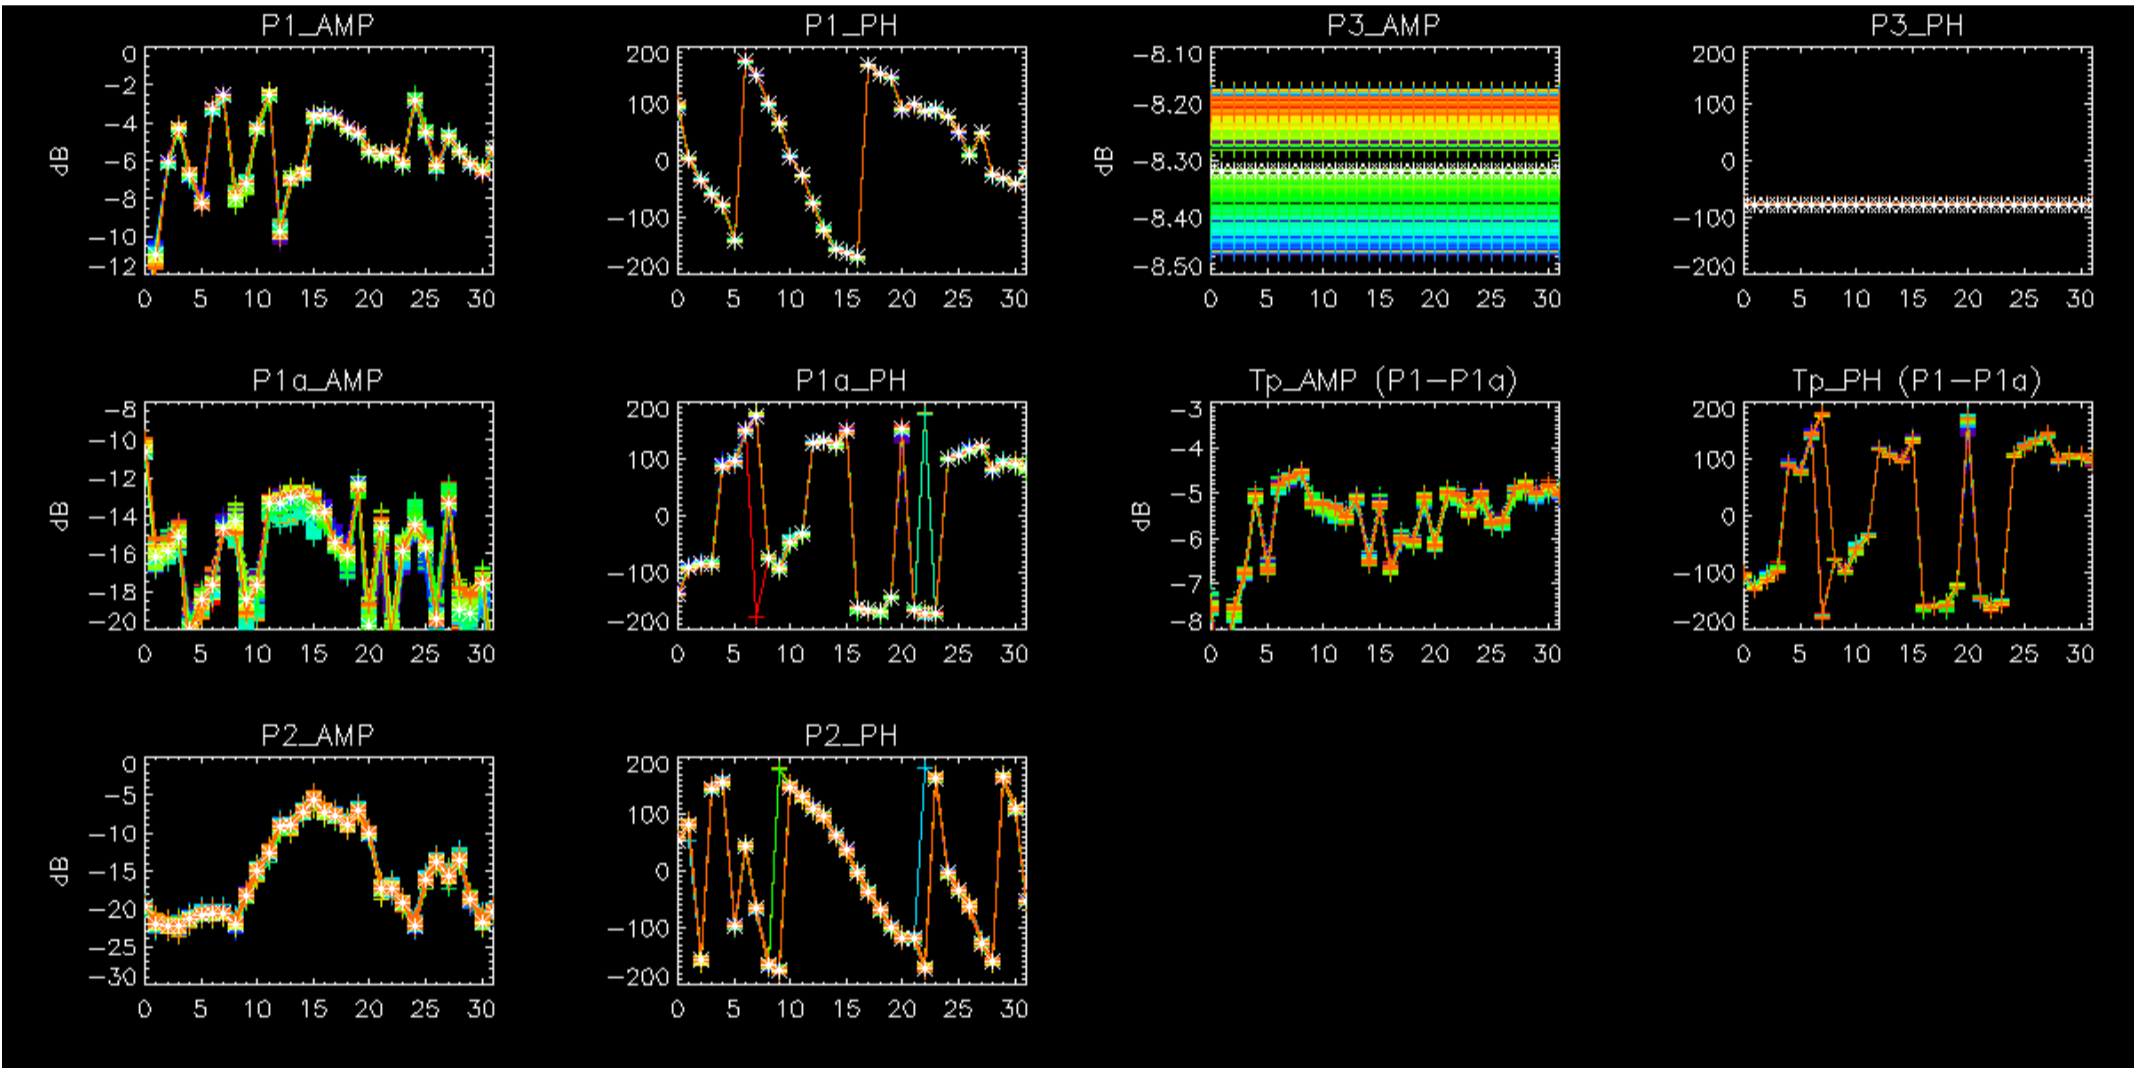 P1_AMP
dB
0
-2
-4
-6
-8
-10
-12
0 5 10 15 20 25 30
P1_PH
200
100
0
-100
-200
0 5 10 15 20 25 30
P3_AMP
dB
-8.10
-8.20
-8.30
-8.40
-8.50
0 5 10 15 20 25 30
P3_PH
200
100
0
-100
-200
0 5 10 15 20 25 30
P1a_AMP
dB
-8
-10
-12
-14
-16
-18
-20
0 5 10 15 20 25 30
P1a_PH
200
100
0
-100
-200
0 5 10 15 20 25 30
Tp_AMP (P1-P1a)
dB
-3
-4
-5
-6
-7
-8
0 5 10 15 20 25 30
Tp_PH (P1-P1a)
200
100
0
-100
-200
0 5 10 15 20 25 30
P2_AMP
dB
0
-5
-10
-15
-20
-25
-30
0 5 10 15 20 25 30
P2_PH
200
100
0
-100
-200
0 5 10 15 20 25 30